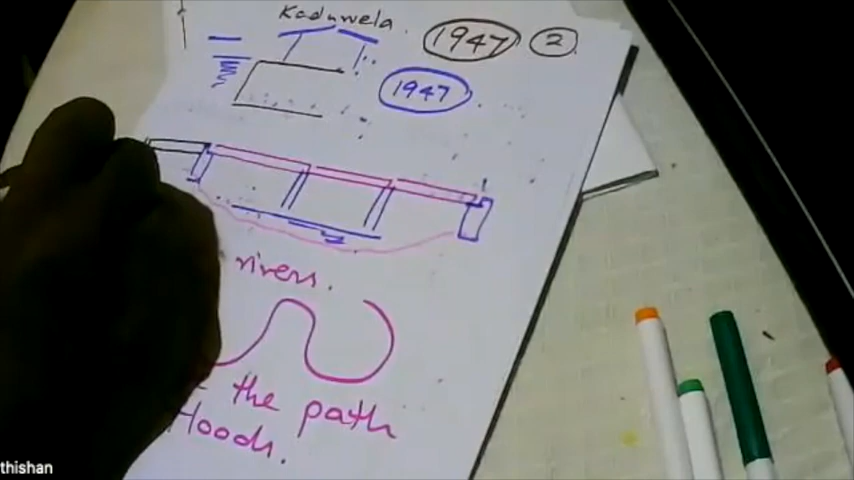 Kaduwela.
1947 2
1947
rivers.
the path
floods.
thishan